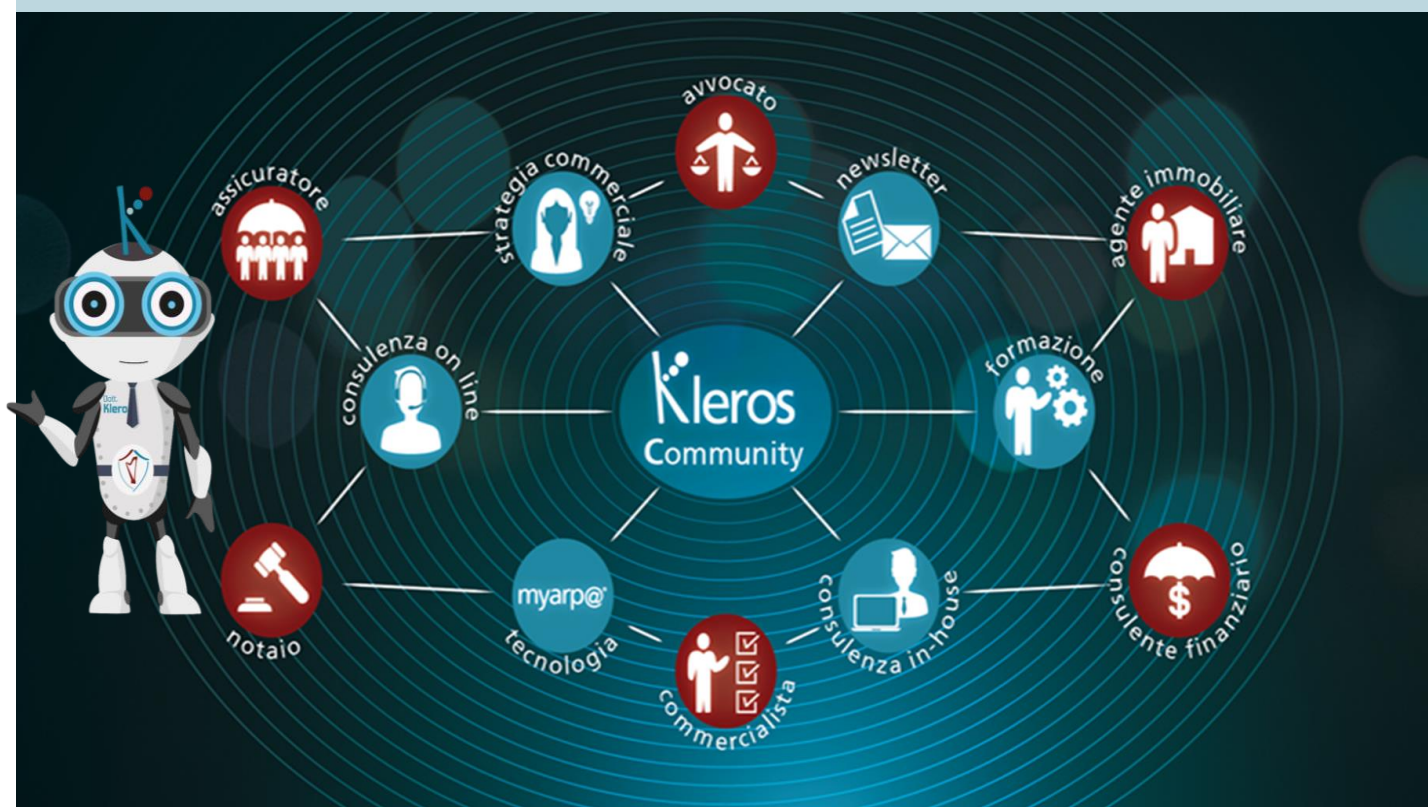 avvocato
strategia commerciale
newsletter
assicuratore
agente immobiliare
consulenza on line
formazione
Kleros
Community
Dott.
Klero
myarp@
tecnologia
consulenza in-house
notaio
commercialista
consulente finanziario